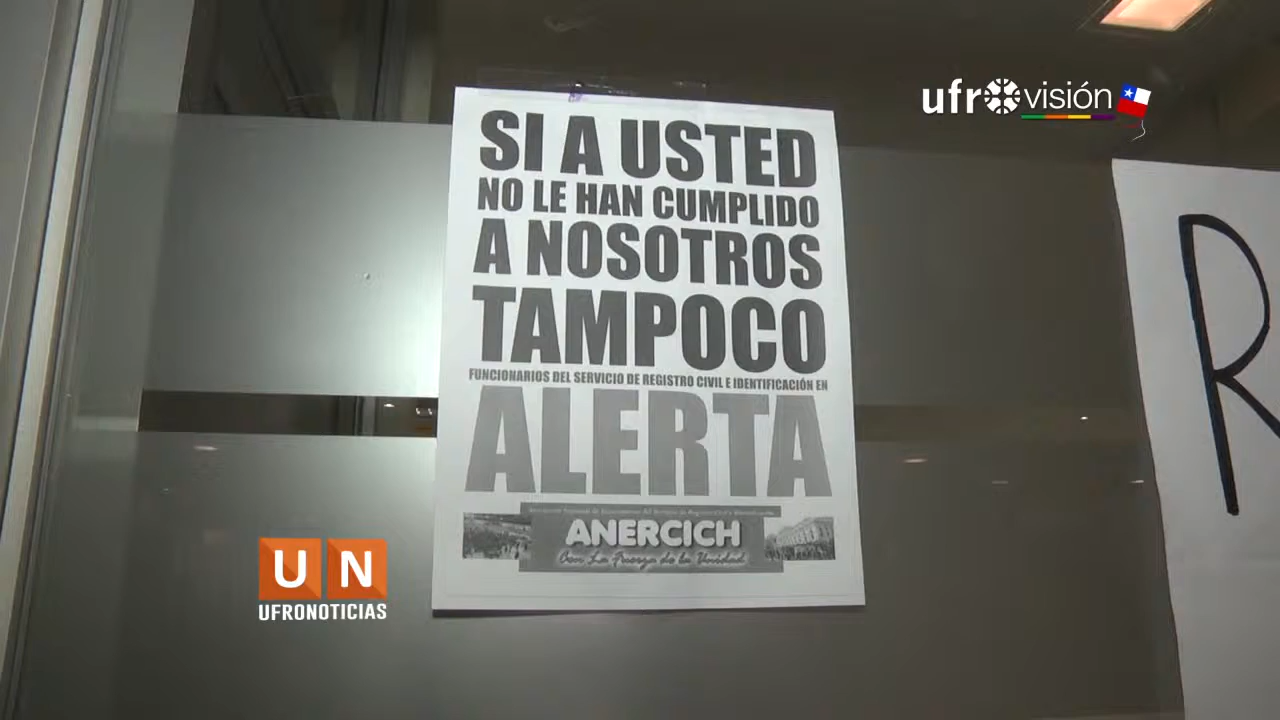 ufrovisión
SI A USTED
NO LE HAN CUMPLIDO
A NOSOTROS
TAMPOCO
FUNCIONARIOS DEL SERVICIO DE REGISTRO CIVIL E IDENTIFICACIÓN EN
ALERTA
ANERCICH
Con La Fuerza de la Unidad
R
UN
UFRONOTICIAS